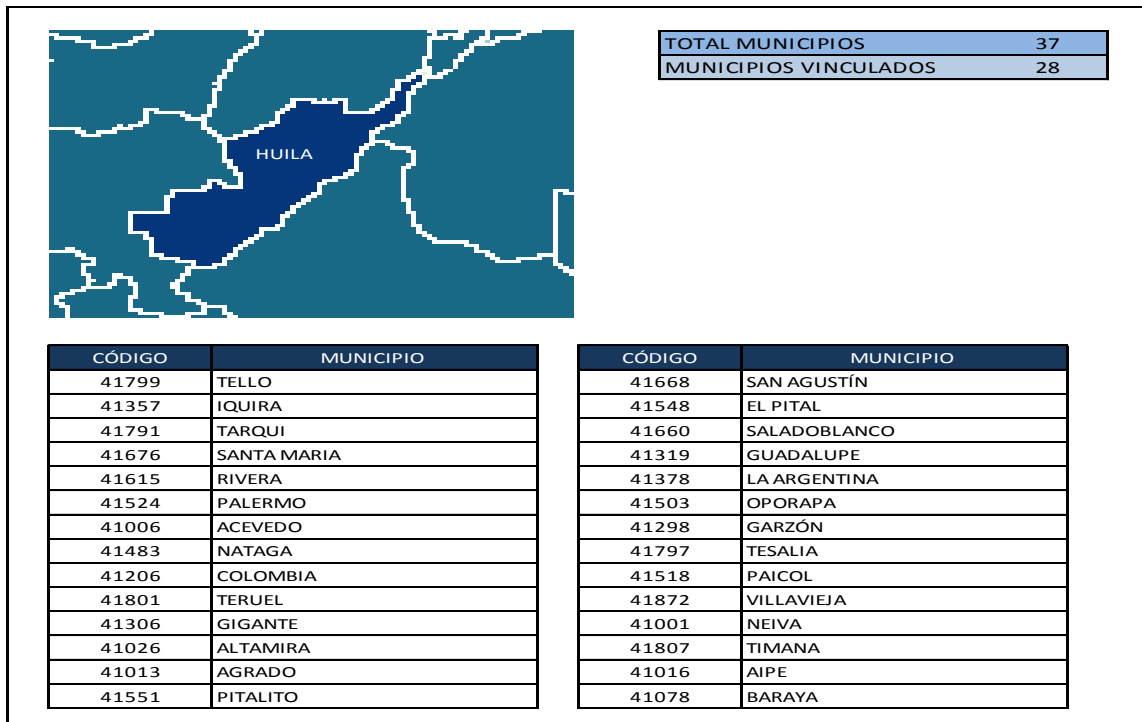 HUILA
TOTAL MUNICIPIOS 37
MUNICIPIOS VINCULADOS 28
CÓDIGO MUNICIPIO
41799 TELLO
41357 IQUIRA
41791 TARQUI
41676 SANTA MARIA
41615 RIVERA
41524 PALERMO
41006 ACEVEDO
41483 NATAGA
41206 COLOMBIA
41801 TERUEL
41306 GIGANTE
41026 ALTAMIRA
41013 AGRADO
41551 PITALITO
CÓDIGO MUNICIPIO
41668 SAN AGUSTÍN
41548 EL PITAL
41660 SALADOBLANCO
41319 GUADALUPE
41378 LA ARGENTINA
41503 OPORAPA
41298 GARZÓN
41797 TESALIA
41518 PAICOL
41872 VILLAVIEJA
41001 NEIVA
41807 TIMANA
41016 AIPE
41078 BARAYA